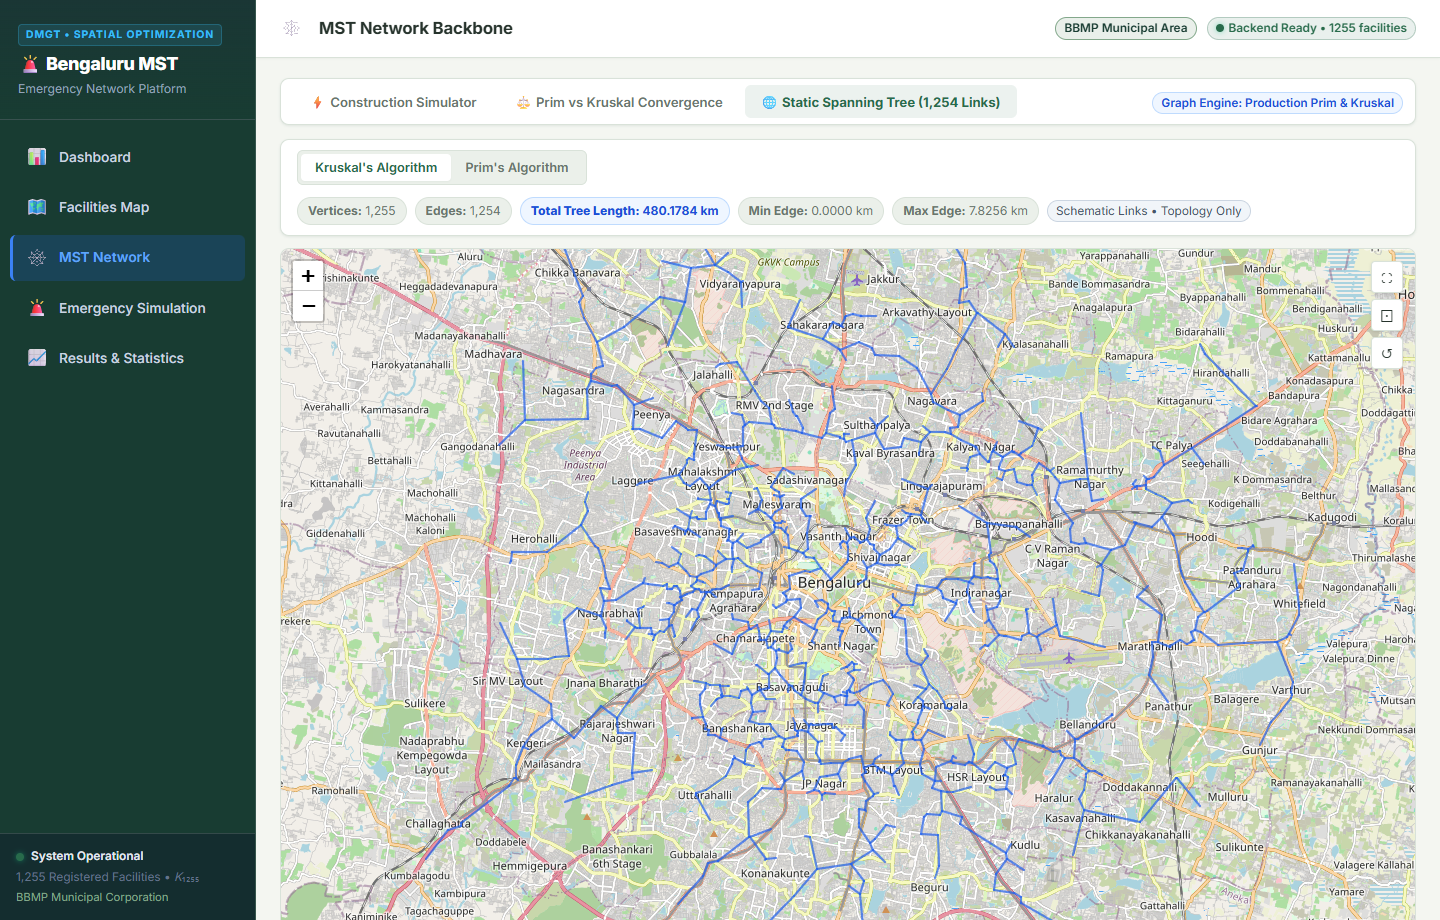 DMGT • SPATIAL OPTIMIZATION
Bengaluru MST
Emergency Network Platform
Dashboard
Facilities Map
MST Network
Emergency Simulation
Results & Statistics
System Operational
1,255 Registered Facilities • K₁₂₅₅
BBMP Municipal Corporation
MST Network Backbone
BBMP Municipal Area
Backend Ready • 1255 facilities
Construction Simulator
Prim vs Kruskal Convergence
Static Spanning Tree (1,254 Links)
Graph Engine: Production Prim & Kruskal
Kruskal's Algorithm
Prim's Algorithm
Vertices: 1,255
Edges: 1,254
Total Tree Length: 480.1784 km
Min Edge: 0.0000 km
Max Edge: 7.8256 km
Schematic Links • Topology Only
+
−
Aluru
GKVK Campus
Yarappanahalli
Gundur
Chikka Banavara
Mandur
Heggadadevanapura
Vidyaranyapura
Jakkur
Bande Bommasandra
Bommenahalli
Byappanahalli
Anagalapura
Bendiganahalli
Arkavathy Layout
Sahakaranagara
Huskuru
Madanayakanahalli
Bidarahalli
Kyalasanahalli
Madhavara
Ramapura
Kattamanallu
Harokyatanahalli
Jalahalli
Hirandahalli
Konadasapura
Nagasandra
Chikka
Bandapura
Averahalli
Kammasandra
RMV 2nd Stage
Nagavara
Kittaganuru
Peenya
Doddagatti
Bidare Agrahara
Sulthanpalya
Ravutanahalli
Gangodanahalli
Yeswanthpur
Kaval Byrasandra
Kalyan Nagar
TC Palya
Doddabanahalli
Peenya
Industrial
Area
Bettahalli
Seegehalli
Mahalakshmi
Layout
Ramamurthy
Nagar
Laggere
Sadashivanagar
Kittanahalli
K Dommasandra
Lingarajapuram
Machohalli
Belthur
Mallasand
Malleswaram
Kodigehalli
Machohalli
Kaloni
Frazer Town
Kadugodi
Baiyyappanahalli
Giddenahalli
Basaveshwaranagar
Vasanth Nagar
Hoodi
Herohalli
Shivajinagar
C V Raman
Nagar
Thirumalashe
Pattanduru
Agrahara
Bengaluru
Nagondanahalli
Kempapura
Agrahara
Indiranagar
Whitefield
Nagarabhavi
Richmond
Town
rekere
Chamarajapete
Shanti Nagar
Marathahalli
Valepura
Valepura Dinne
Sir MV Layout
Jnana Bharathi
Basavanagudi
Varthur
Sulikere
Koramangala
Balagere
Panathur
Rajarajeshwari
Nagar
Banashankari
Jayanagar
Bellanduru
Nekkundi Dommasan
Nadaprabhu
Kempegowda
Layout
Kengeri
Gunjur
Mailasandra
BTM Layout
HSR Layout
JP Nagar
Ramohalli
Ramanayakanahalli
Doddakannalli
Uttarahalli
Haralur
Mulluru
Challaghatta
Kasavanahalli
Chikkanayakanahalli
Doddabele
Kudlu
Sulikunte
Banashankari
6th Stage
Gubbalala
Hemmigepura
Konanakunte
Valagere Kallahal
Kumbalagodu
Beguru
Anekal
Yamare
Kambipura
Tagachaguppe
Gattahalli
Kaniminike